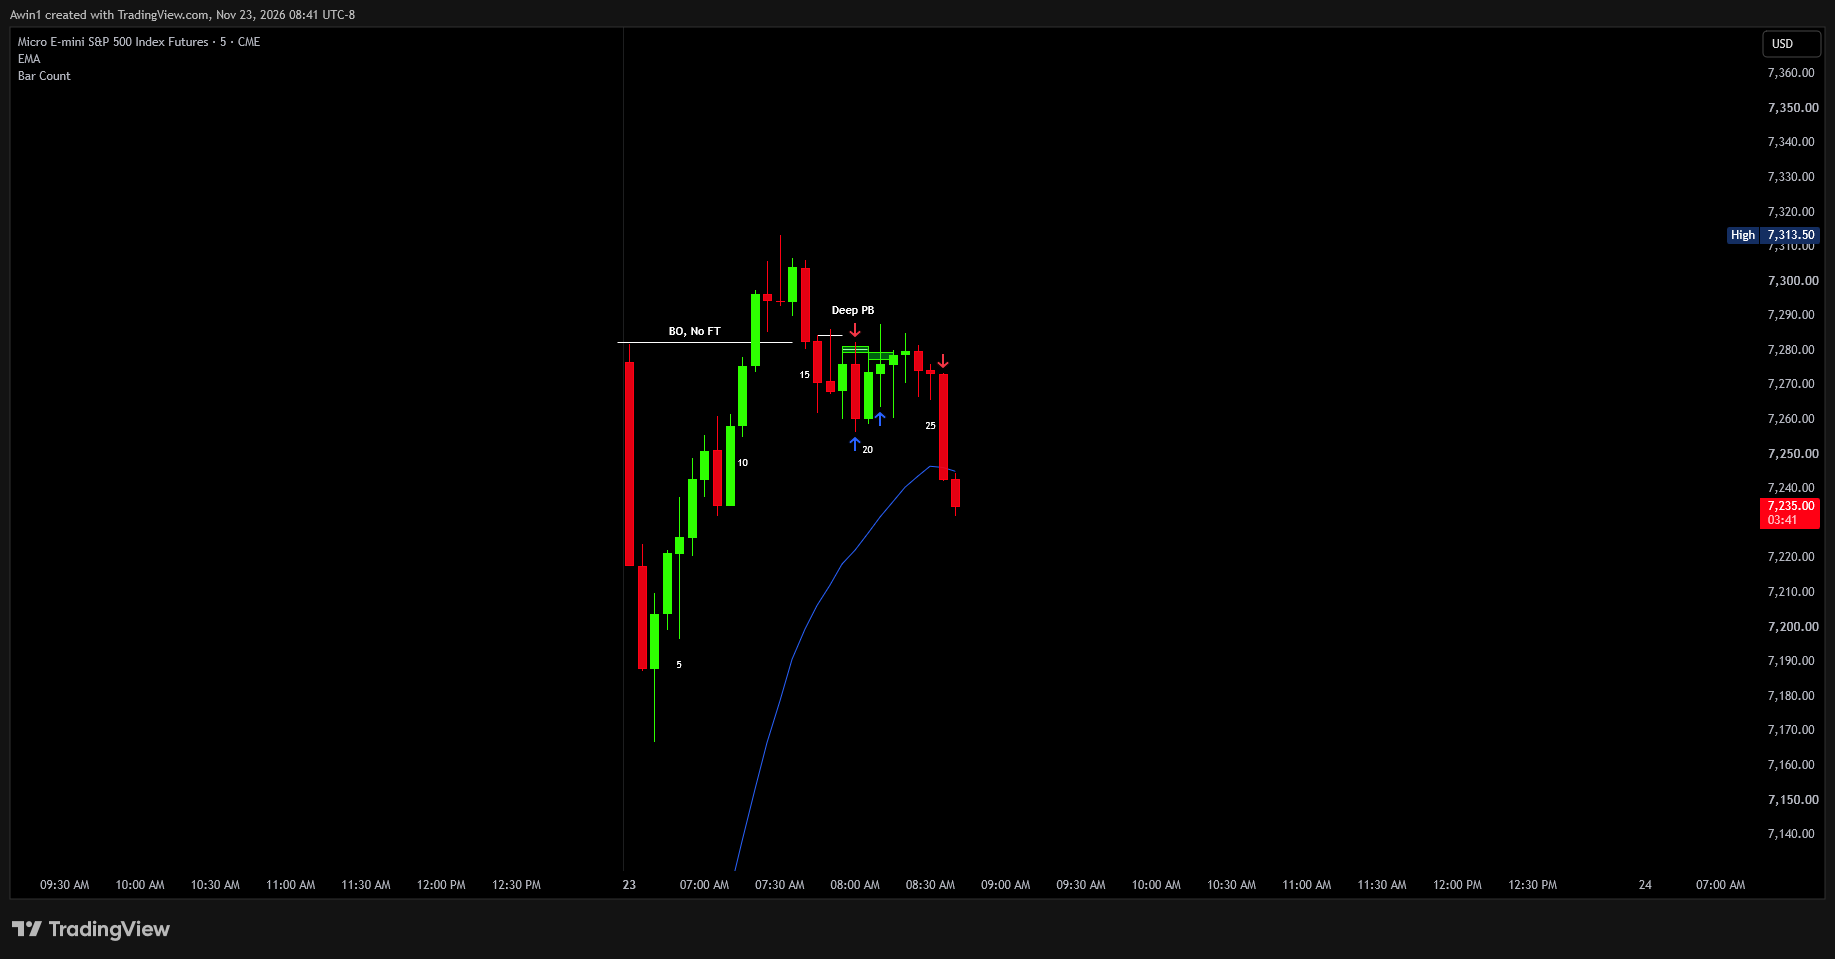 Awin1 created with TradingView.com, Nov 23, 2026 08:41 UTC-8
Micro E-mini S&P 500 Index Futures · 5 · CME
EMA
Bar Count
USD
7,360.00
7,350.00
7,340.00
7,330.00
7,320.00
High 7,313.50
7,310.00
7,300.00
7,290.00
7,280.00
7,270.00
7,260.00
7,250.00
7,240.00
7,235.00
03:41
7,220.00
7,210.00
7,200.00
7,190.00
7,180.00
7,170.00
7,160.00
7,150.00
7,140.00
Deep PB
BO, No FT
15
25
20
10
5
09:30 AM 10:00 AM 10:30 AM 11:00 AM 11:30 AM 12:00 PM 12:30 PM 23 07:00 AM 07:30 AM 08:00 AM 08:30 AM 09:00 AM 09:30 AM 10:00 AM 10:30 AM 11:00 AM 11:30 AM 12:00 PM 12:30 PM 24 07:00 AM
TradingView